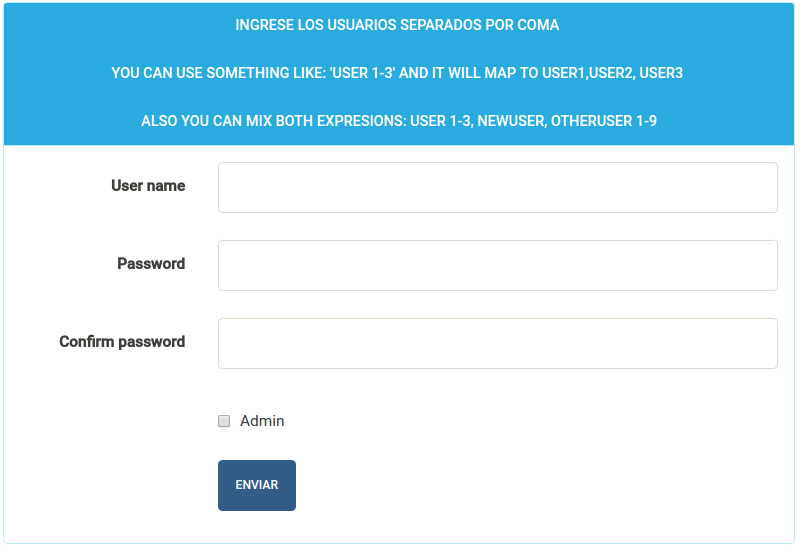 INGRESE LOS USUARIOS SEPARADOS POR COMA
YOU CAN USE SOMETHING LIKE: 'USER 1-3' AND IT WILL MAP TO USER1,USER2, USER3
ALSO YOU CAN MIX BOTH EXPRESIONS: USER 1-3, NEWUSER, OTHERUSER 1-9
User name
Password
Confirm password
Admin
ENVIAR